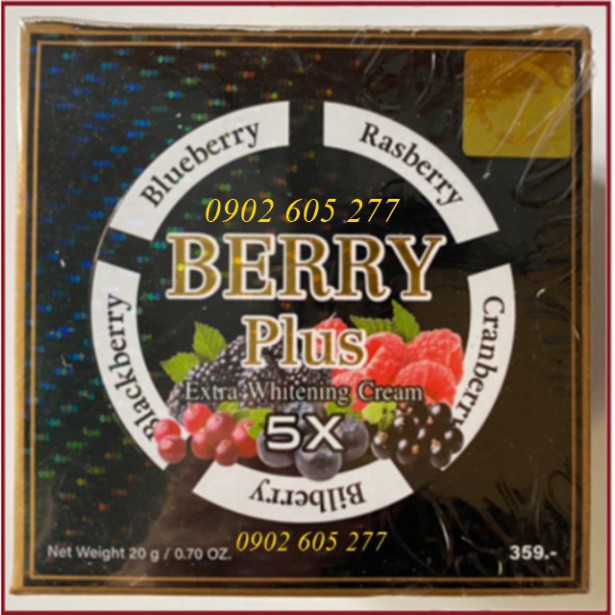 Blueberry
Rasberry
0902 605 277
BERRY
Plus
Blackberry
Cranberry
Extra Whitening Cream
5X
Bilberry
0902 605 277
Net Weight 20 g / 0.70 OZ.
359.-